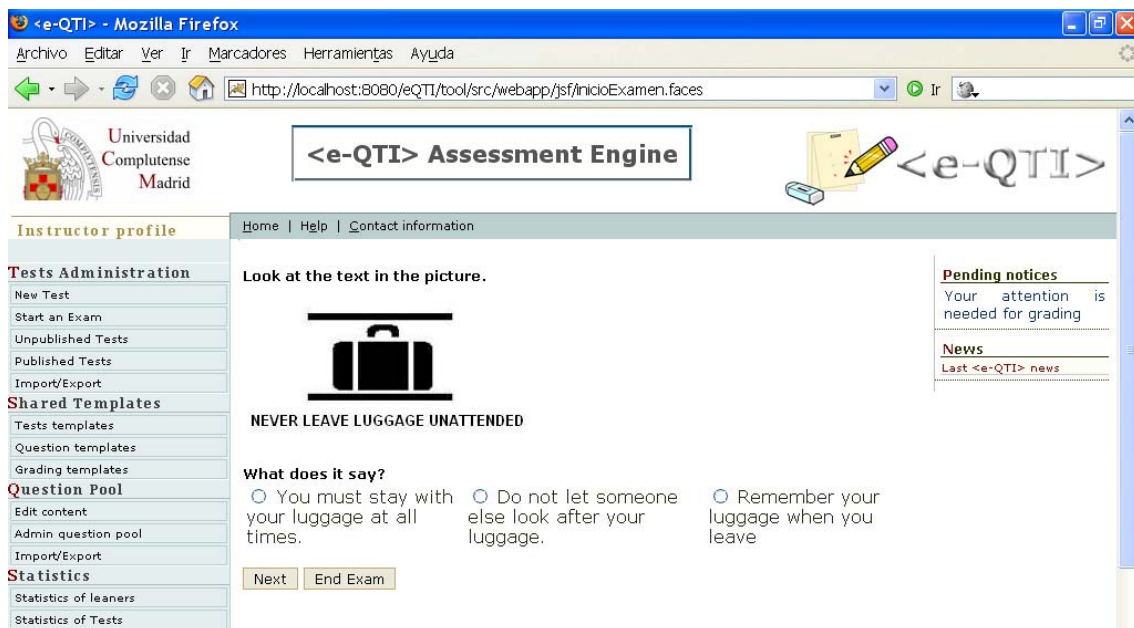 <e-QTI> - Mozilla Firefox
Archivo Editar Ver Ir Marcadores Herramientas Ayuda
http://localhost:8080/eQTI/tool/src/webapp/jsf/inicioExamen.faces
Ir
Universidad
Complutense
Madrid
<e-QTI> Assessment Engine
<e-QTI>
Instructor profile
Home | Help | Contact information
Tests Administration
New Test
Start an Exam
Unpublished Tests
Published Tests
Import/Export
Shared Templates
Tests templates
Question templates
Grading templates
Question Pool
Edit content
Admin question pool
Import/Export
Statistics
Statistics of leaners
Statistics of Tests
Look at the text in the picture.
NEVER LEAVE LUGGAGE UNATTENDED
What does it say?
You must stay with
your luggage at all
times.
Do not let someone
else look after your
luggage.
Remember your
luggage when you
leave
Next End Exam
Pending notices
Your attention is
needed for grading
News
Last <e-QTI> news